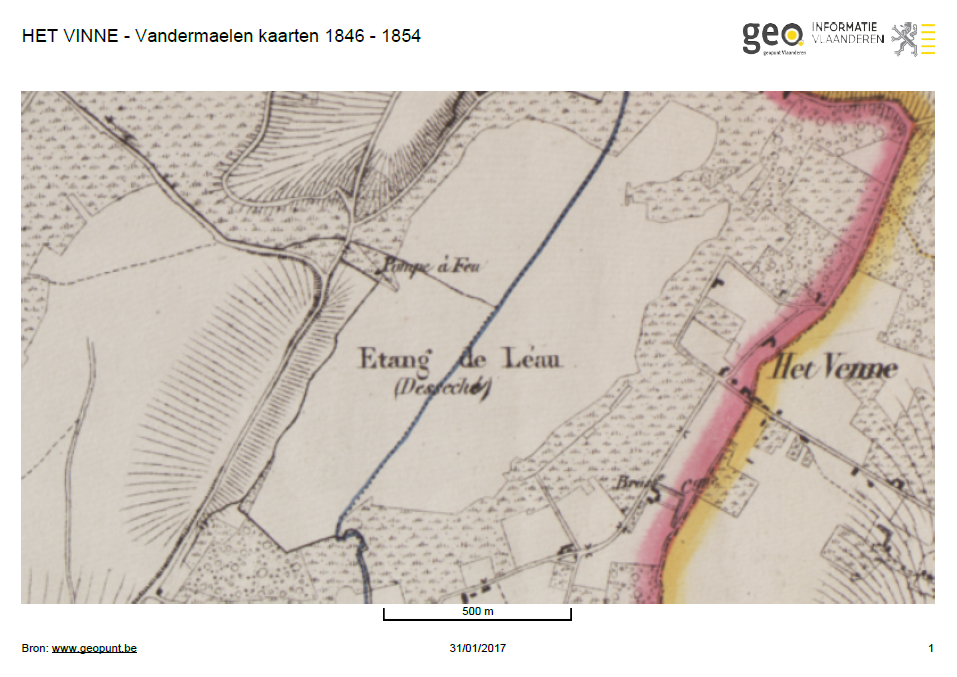 HET VINNE - Vandermaelen kaarten 1846 - 1854
geo
geopunt Vlaanderen
INFORMATIE
VLAANDEREN
Pompe à Feu
Etang de Léau
(Desseché)
Het Venne
500 m
Bron: www.geopunt.be
31/01/2017
1